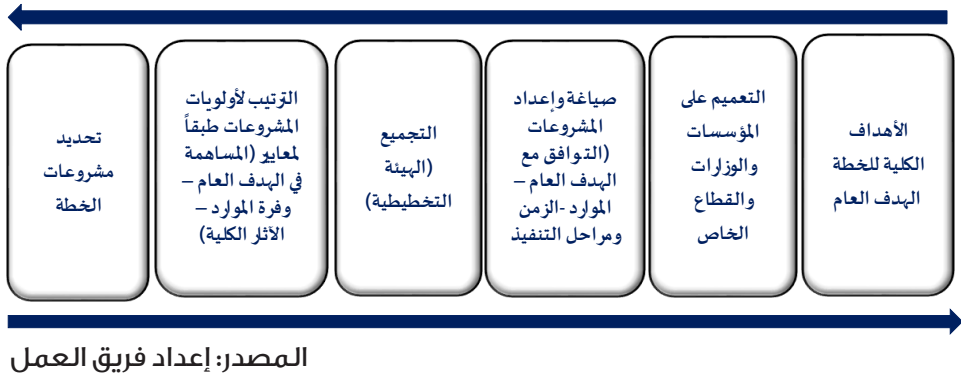 الأهداف
الكلية للخطة
الهدف العام
التعميم على
المؤسسات
والوزارات
والقطاع
الخاص
صياغة وإعداد
المشروعات
(التوافق مع
الهدف العام –
الموارد -الزمن
ومراحل التنفيذ
التجميع
(الهيئة
التخطيطية)
الترتيب لأولويات
المشروعات طبقاً
لمعاير (المساهمة
في الهدف العام –
وفرة الموارد –
الآثار الكلية)
تحديد
مشروعات
الخطة
المصدر: إعداد فريق العمل